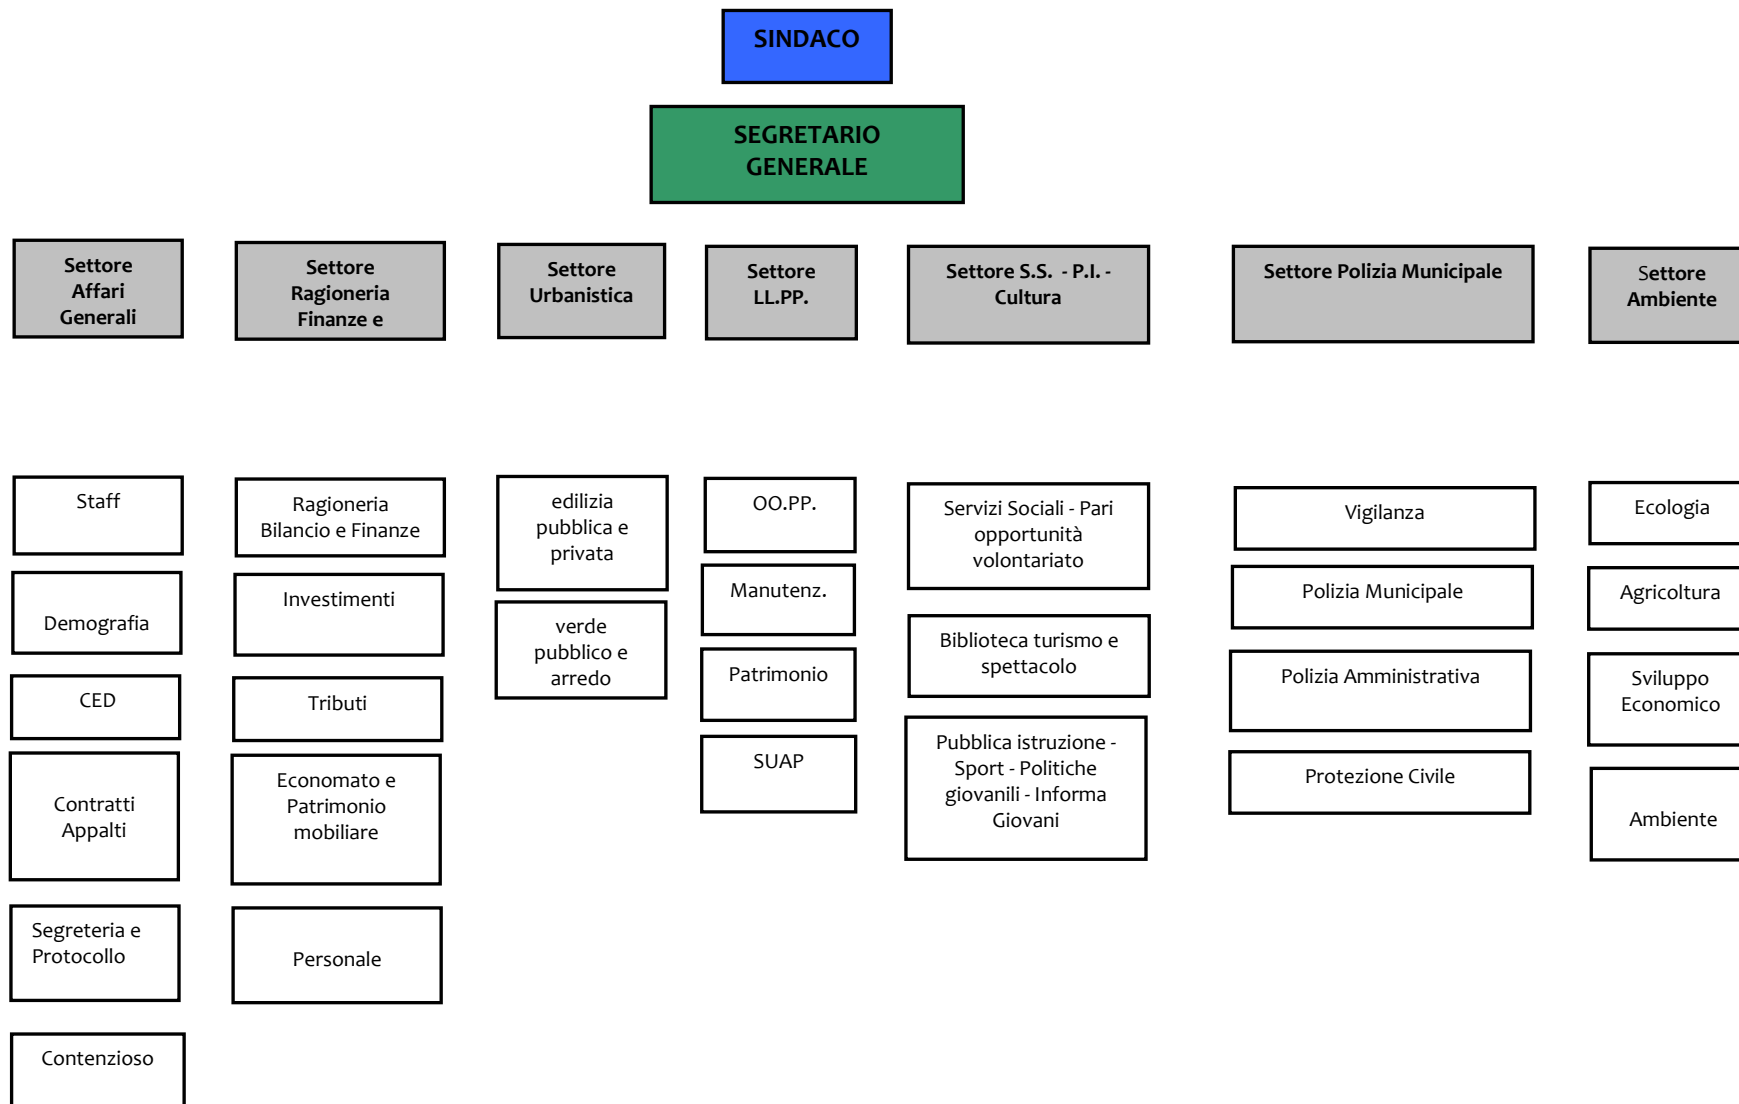 SINDACO
SEGRETARIO
GENERALE
Settore
Affari
Generali
Settore
Ragioneria
Finanze e
Settore
Urbanistica
Settore
LL.PP.
Settore S.S. - P.I. -
Cultura
Settore Polizia Municipale
Settore
Ambiente
Staff
Demografia
CED
Contratti
Appalti
Segreteria e
Protocollo
Contenzioso
Ragioneria
Bilancio e Finanze
Investimenti
Tributi
Economato e
Patrimonio
mobiliare
Personale
edilizia
pubblica e
privata
verde
pubblico e
arredo
OO.PP.
Manutenz.
Patrimonio
SUAP
Servizi Sociali - Pari
opportunità
volontariato
Biblioteca turismo e
spettacolo
Pubblica istruzione -
Sport - Politiche
giovanili - Informa
Giovani
Vigilanza
Polizia Municipale
Polizia Amministrativa
Protezione Civile
Ecologia
Agricoltura
Sviluppo
Economico
Ambiente